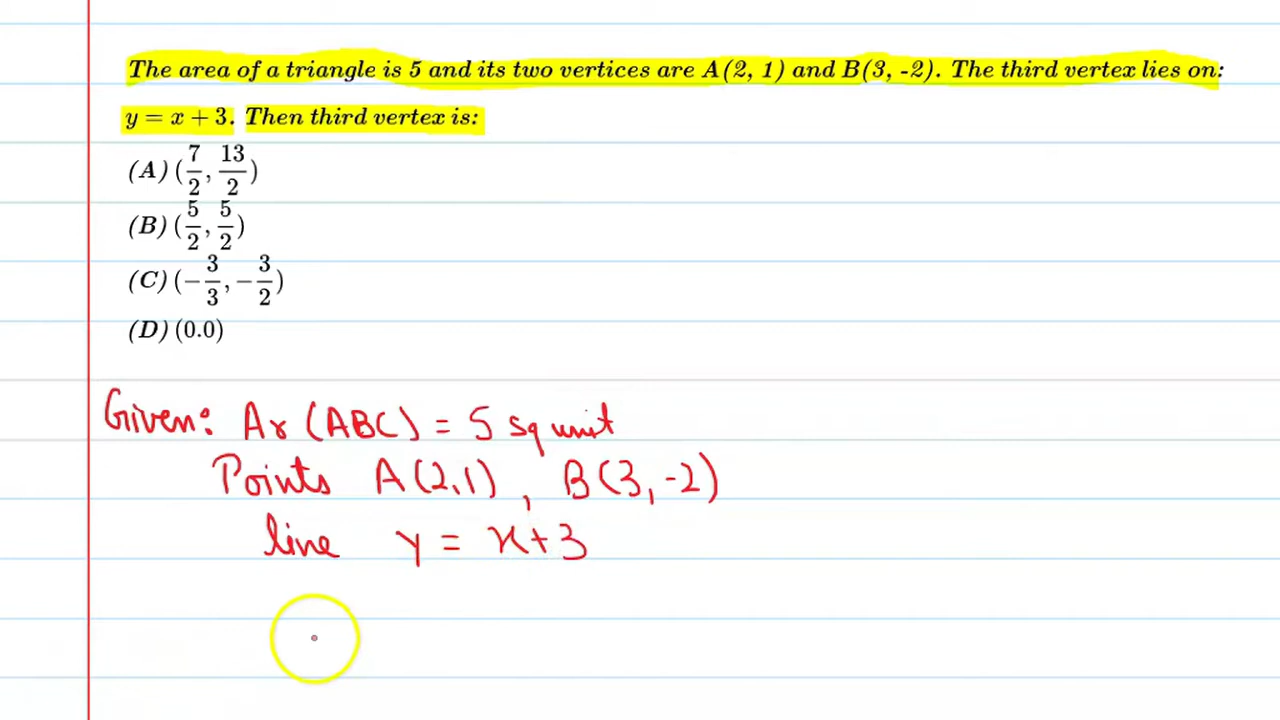 The area of a triangle is 5 and its two vertices are A(2, 1) and B(3, -2). The third vertex lies on:
y = x + 3. Then third vertex is:
(A) (7/2, 13/2)
(B) (5/2, 5/2)
(C) (−3/3, −3/2)
(D) (0.0)
Given: Ar (ABC) = 5 sq unit
Points A(2,1) , B(3,-2)
line y = x+3